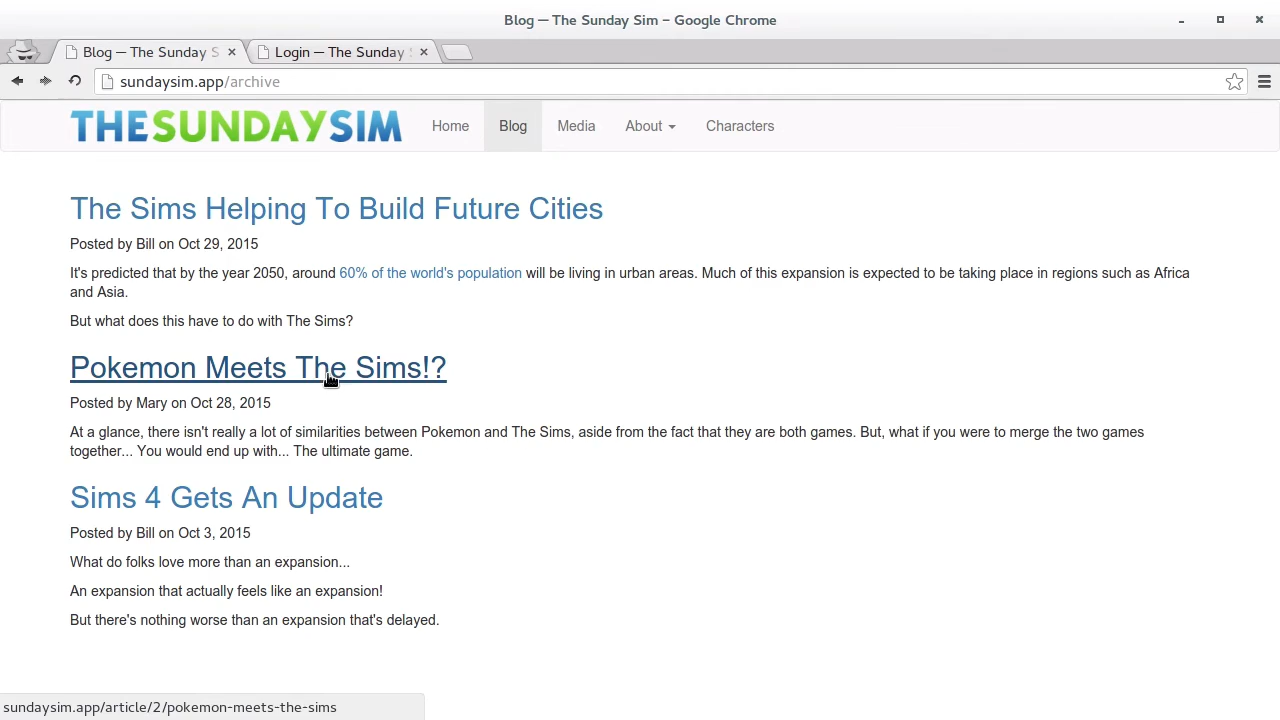 Blog — The Sunday Sim - Google Chrome
Blog — The Sunday S
Login — The Sunday
sundaysim.app/archive
THESUNDAYSIM
Home
Blog
Media
About
Characters
The Sims Helping To Build Future Cities
Posted by Bill on Oct 29, 2015
It's predicted that by the year 2050, around 60% of the world's population will be living in urban areas. Much of this expansion is expected to be taking place in regions such as Africa
and Asia.
But what does this have to do with The Sims?
Pokemon Meets The Sims!?
Posted by Mary on Oct 28, 2015
At a glance, there isn't really a lot of similarities between Pokemon and The Sims, aside from the fact that they are both games. But, what if you were to merge the two games
together... You would end up with... The ultimate game.
Sims 4 Gets An Update
Posted by Bill on Oct 3, 2015
What do folks love more than an expansion...
An expansion that actually feels like an expansion!
But there's nothing worse than an expansion that's delayed.
sundaysim.app/article/2/pokemon-meets-the-sims